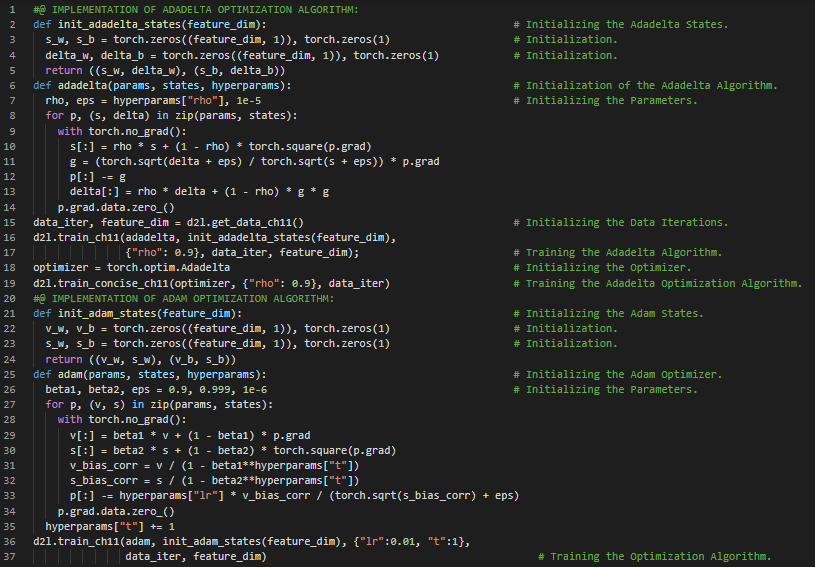 1 #@ IMPLEMENTATION OF ADADELTA OPTIMIZATION ALGORITHM:
2 def init_adadelta_states(feature_dim): # Initializing the Adadelta States.
3 s_w, s_b = torch.zeros((feature_dim, 1)), torch.zeros(1) # Initialization.
4 delta_w, delta_b = torch.zeros((feature_dim, 1)), torch.zeros(1) # Initialization.
5 return ((s_w, delta_w), (s_b, delta_b))
6 def adadelta(params, states, hyperparams): # Initialization of the Adadelta Algorithm.
7 rho, eps = hyperparams["rho"], 1e-5 # Initializing the Parameters.
8 for p, (s, delta) in zip(params, states):
9 with torch.no_grad():
10 s[:] = rho * s + (1 - rho) * torch.square(p.grad)
11 g = (torch.sqrt(delta + eps) / torch.sqrt(s + eps)) * p.grad
12 p[:] -= g
13 delta[:] = rho * delta + (1 - rho) * g * g
14 p.grad.data.zero_()
15 data_iter, feature_dim = d2l.get_data_ch11() # Initializing the Data Iterations.
16 d2l.train_ch11(adadelta, init_adadelta_states(feature_dim),
17 {"rho": 0.9}, data_iter, feature_dim); # Training the Adadelta Algorithm.
18 optimizer = torch.optim.Adadelta # Initializing the Optimizer.
19 d2l.train_concise_ch11(optimizer, {"rho": 0.9}, data_iter) # Training the Adadelta Optimization Algorithm.
20 #@ IMPLEMENTATION OF ADAM OPTIMIZATION ALGORITHM:
21 def init_adam_states(feature_dim): # Initializing the Adam States.
22 v_w, v_b = torch.zeros((feature_dim, 1)), torch.zeros(1) # Initialization.
23 s_w, s_b = torch.zeros((feature_dim, 1)), torch.zeros(1) # Initialization.
24 return ((v_w, s_w), (v_b, s_b))
25 def adam(params, states, hyperparams): # Initializing the Adam Optimizer.
26 beta1, beta2, eps = 0.9, 0.999, 1e-6 # Initializing the Parameters.
27 for p, (v, s) in zip(params, states):
28 with torch.no_grad():
29 v[:] = beta1 * v + (1 - beta1) * p.grad
30 s[:] = beta2 * s + (1 - beta2) * torch.square(p.grad)
31 v_bias_corr = v / (1 - beta1**hyperparams["t"])
32 s_bias_corr = s / (1 - beta2**hyperparams["t"])
33 p[:] -= hyperparams["lr"] * v_bias_corr / (torch.sqrt(s_bias_corr) + eps)
34 p.grad.data.zero_()
35 hyperparams["t"] += 1
36 d2l.train_ch11(adam, init_adam_states(feature_dim), {"lr":0.01, "t":1},
37 data_iter, feature_dim) # Training the Optimization Algorithm.